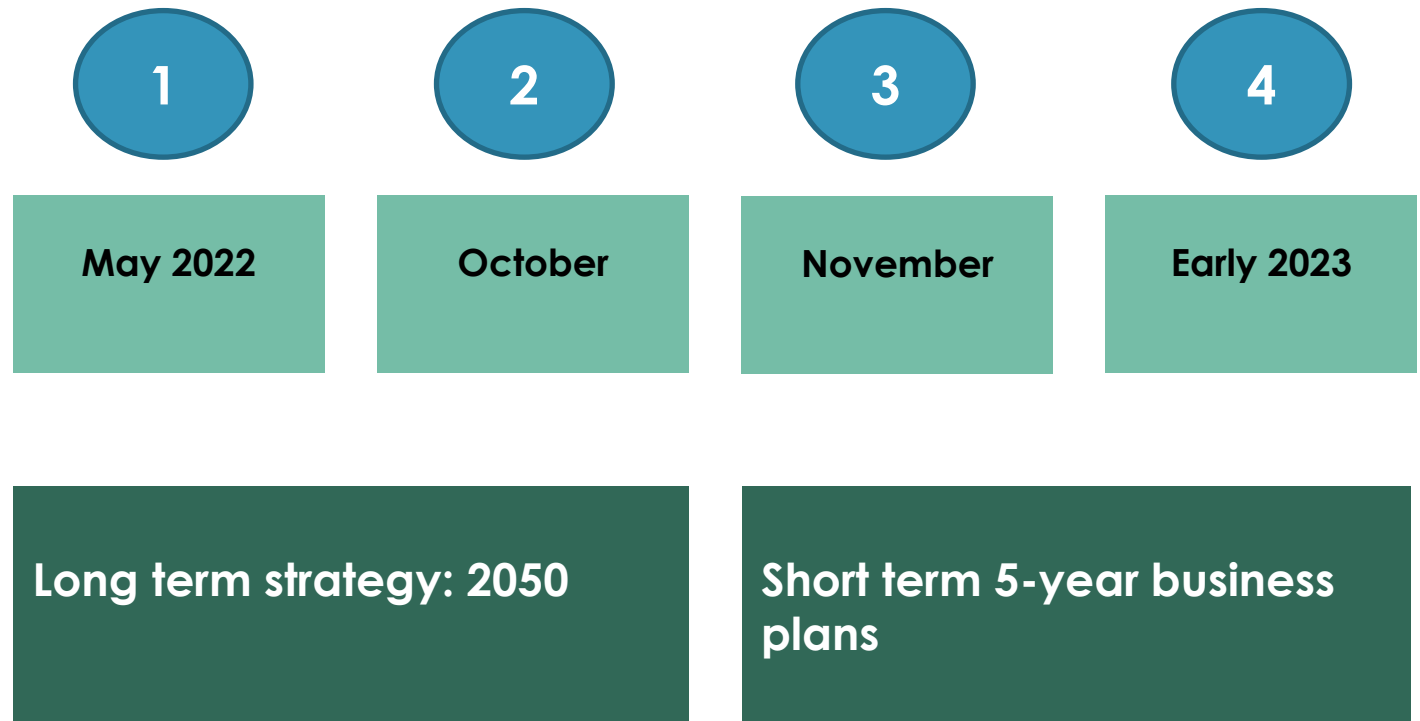 1
2
3
4
May 2022
October
November
Early 2023
Long term strategy: 2050
Short term 5-year business
plans